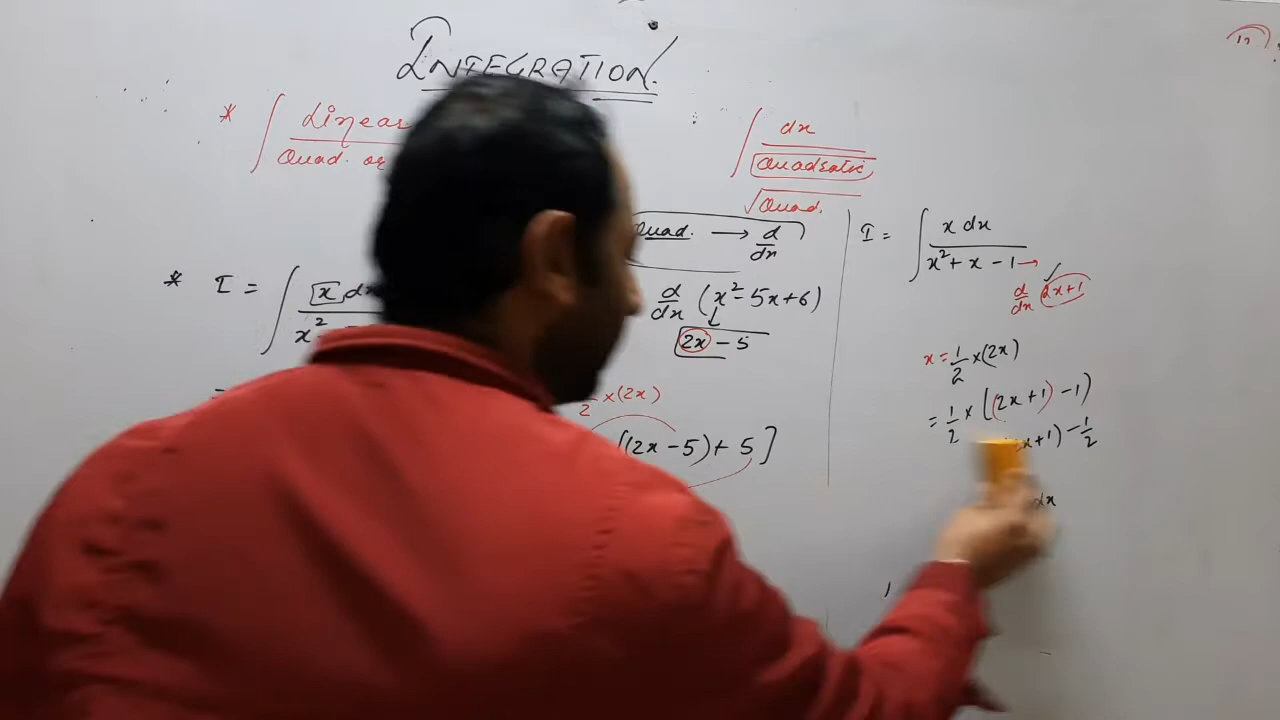 INTEGRATION.
* ∫ Linear
Quad. or
∫ dx
Quadratic
√Quad.
Quad. → d/dx
* I = ∫ x dx
x²
d/dx (x² - 5x + 6)
2x - 5
2 × (2x)
[(2x - 5) + 5]
I = ∫ x dx
x² + x - 1 →
d/dx 2x+1
x = 1/2 × (2x)
= 1/2 × [(2x + 1) - 1)
x+1) - 1/2
dx